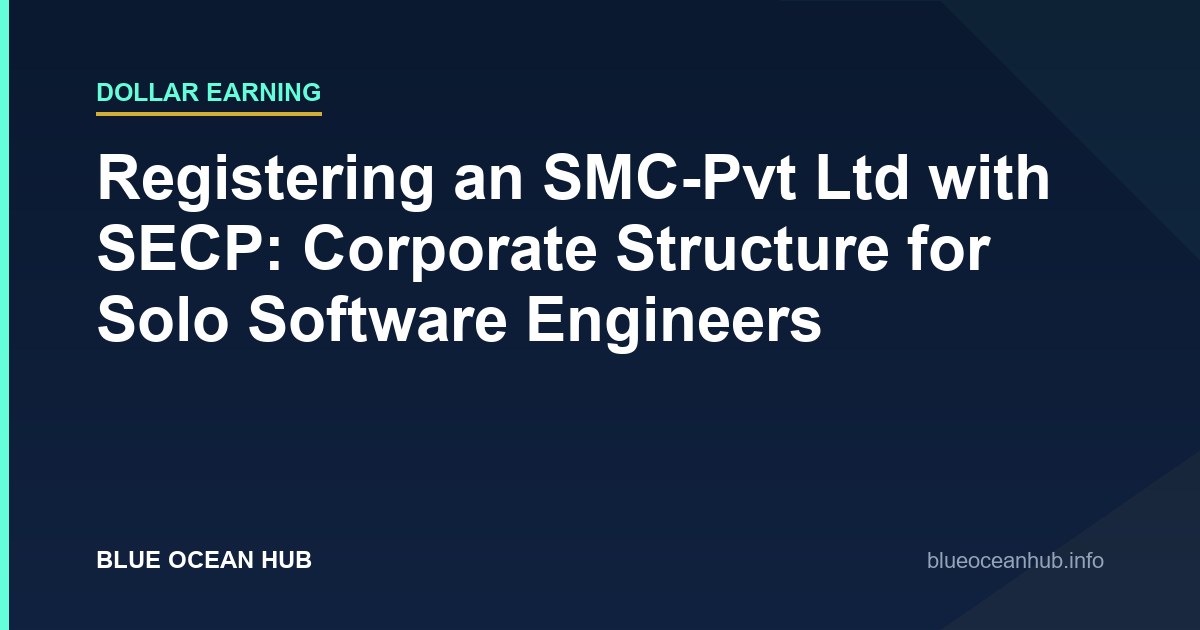 DOLLAR EARNING
Registering an SMC-Pvt Ltd with
SECP: Corporate Structure for
Solo Software Engineers
BLUE OCEAN HUB
blueoceanhub.info